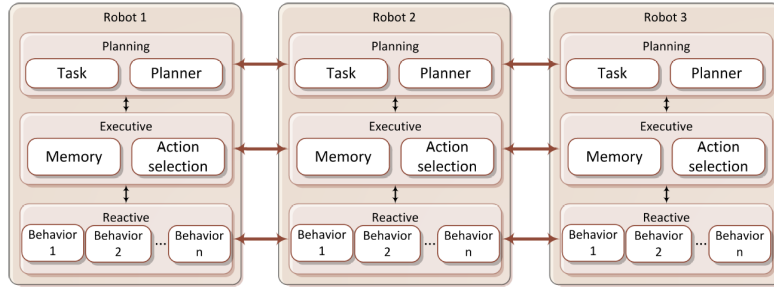 Robot 1
Planning
Task
Planner
Executive
Memory
Action
selection
Reactive
Behavior
1
Behavior
2
...
Behavior
n
Robot 2
Planning
Task
Planner
Executive
Memory
Action
selection
Reactive
Behavior
1
Behavior
2
...
Behavior
n
Robot 3
Planning
Task
Planner
Executive
Memory
Action
selection
Reactive
Behavior
1
Behavior
2
...
Behavior
n